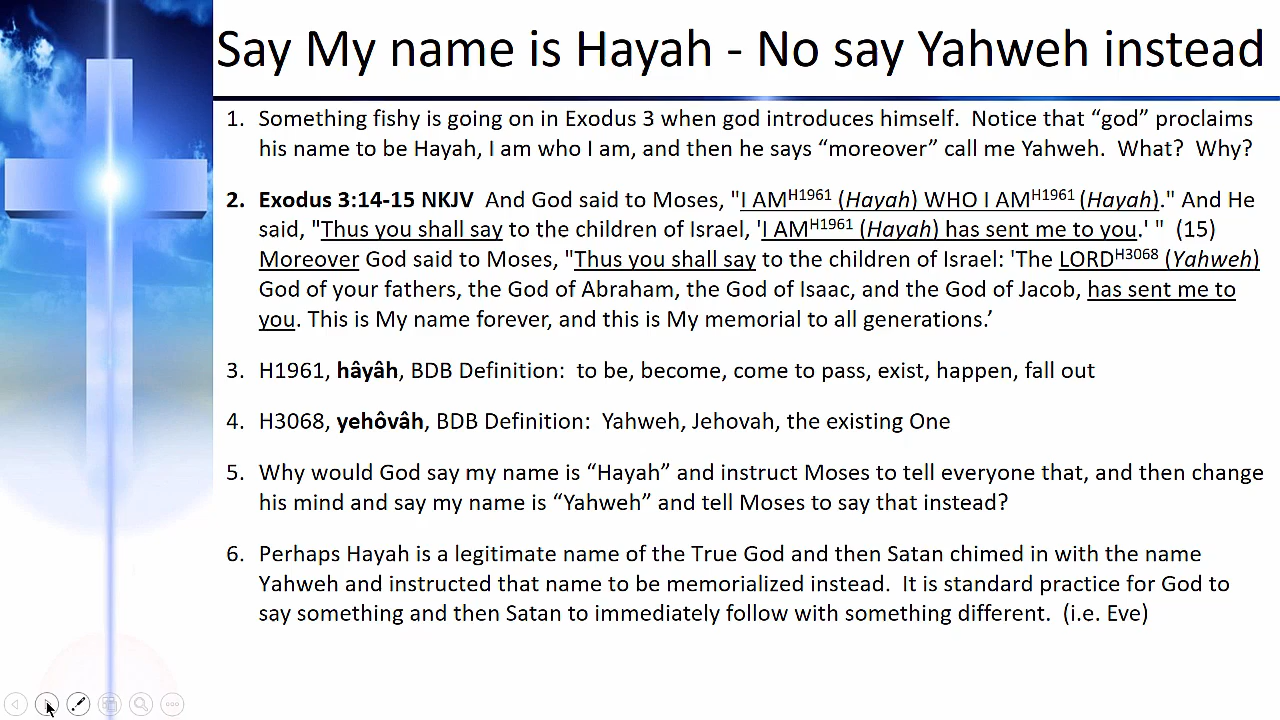 Say My name is Hayah - No say Yahweh instead
1. Something fishy is going on in Exodus 3 when god introduces himself. Notice that “god” proclaims
his name to be Hayah, I am who I am, and then he says “moreover” call me Yahweh. What? Why?
2. Exodus 3:14-15 NKJV And God said to Moses, "I AMH1961 (Hayah) WHO I AMH1961 (Hayah)." And He
said, "Thus you shall say to the children of Israel, 'I AMH1961 (Hayah) has sent me to you.' " (15)
Moreover God said to Moses, "Thus you shall say to the children of Israel: 'The LORDH3068 (Yahweh)
God of your fathers, the God of Abraham, the God of Isaac, and the God of Jacob, has sent me to
you. This is My name forever, and this is My memorial to all generations.’
3. H1961, hâyâh, BDB Definition: to be, become, come to pass, exist, happen, fall out
4. H3068, yehôvâh, BDB Definition: Yahweh, Jehovah, the existing One
5. Why would God say my name is “Hayah” and instruct Moses to tell everyone that, and then change
his mind and say my name is “Yahweh” and tell Moses to say that instead?
6. Perhaps Hayah is a legitimate name of the True God and then Satan chimed in with the name
Yahweh and instructed that name to be memorialized instead. It is standard practice for God to
say something and then Satan to immediately follow with something different. (i.e. Eve)